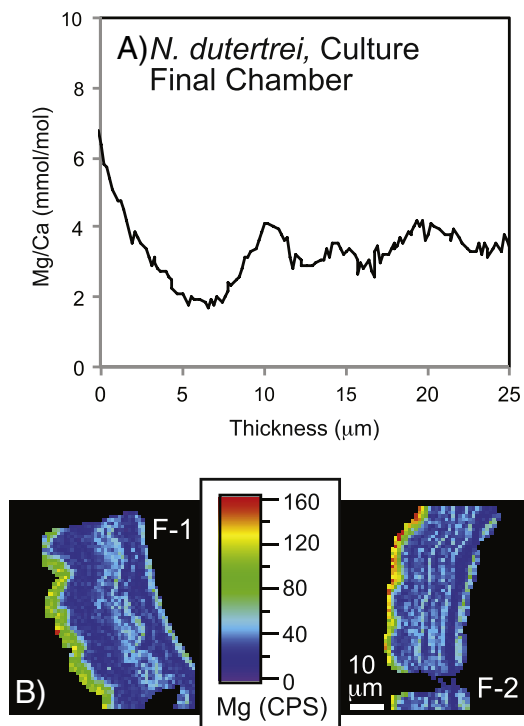 A) N. dutertrei, Culture
Final Chamber
10
8
6
4
2
0
Mg/Ca (mmol/mol)
0 5 10 15 20 25
Thickness (μm)
F-1
160
120
80
40
0
Mg (CPS)
B)
10
μm
F-2